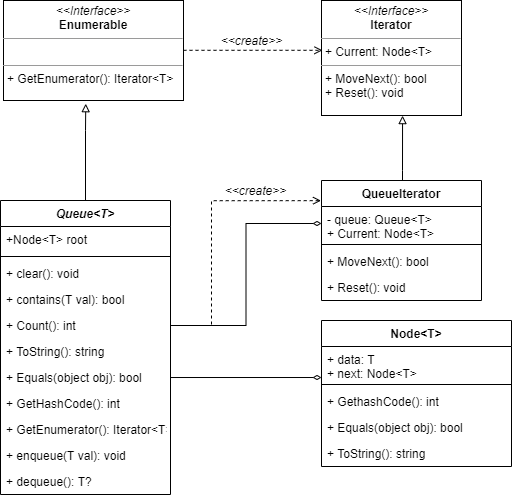 <<Interface>>
Enumerable
+ GetEnumerator(): Iterator<T>
<<create>>
<<Interface>>
Iterator
+ Current: Node<T>
+ MoveNext(): bool
+ Reset(): void
Queue<T>
+Node<T> root
+ clear(): void
+ contains(T val): bool
+ Count(): int
+ ToString(): string
+ Equals(object obj): bool
+ GetHashCode(): int
+ GetEnumerator(): Iterator<T
+ enqueue(T val): void
+ dequeue(): T?
<<create>>
QueueIterator
- queue: Queue<T>
+ Current: Node<T>
+ MoveNext(): bool
+ Reset(): void
Node<T>
+ data: T
+ next: Node<T>
+ GethashCode(): int
+ Equals(object obj): bool
+ ToString(): string